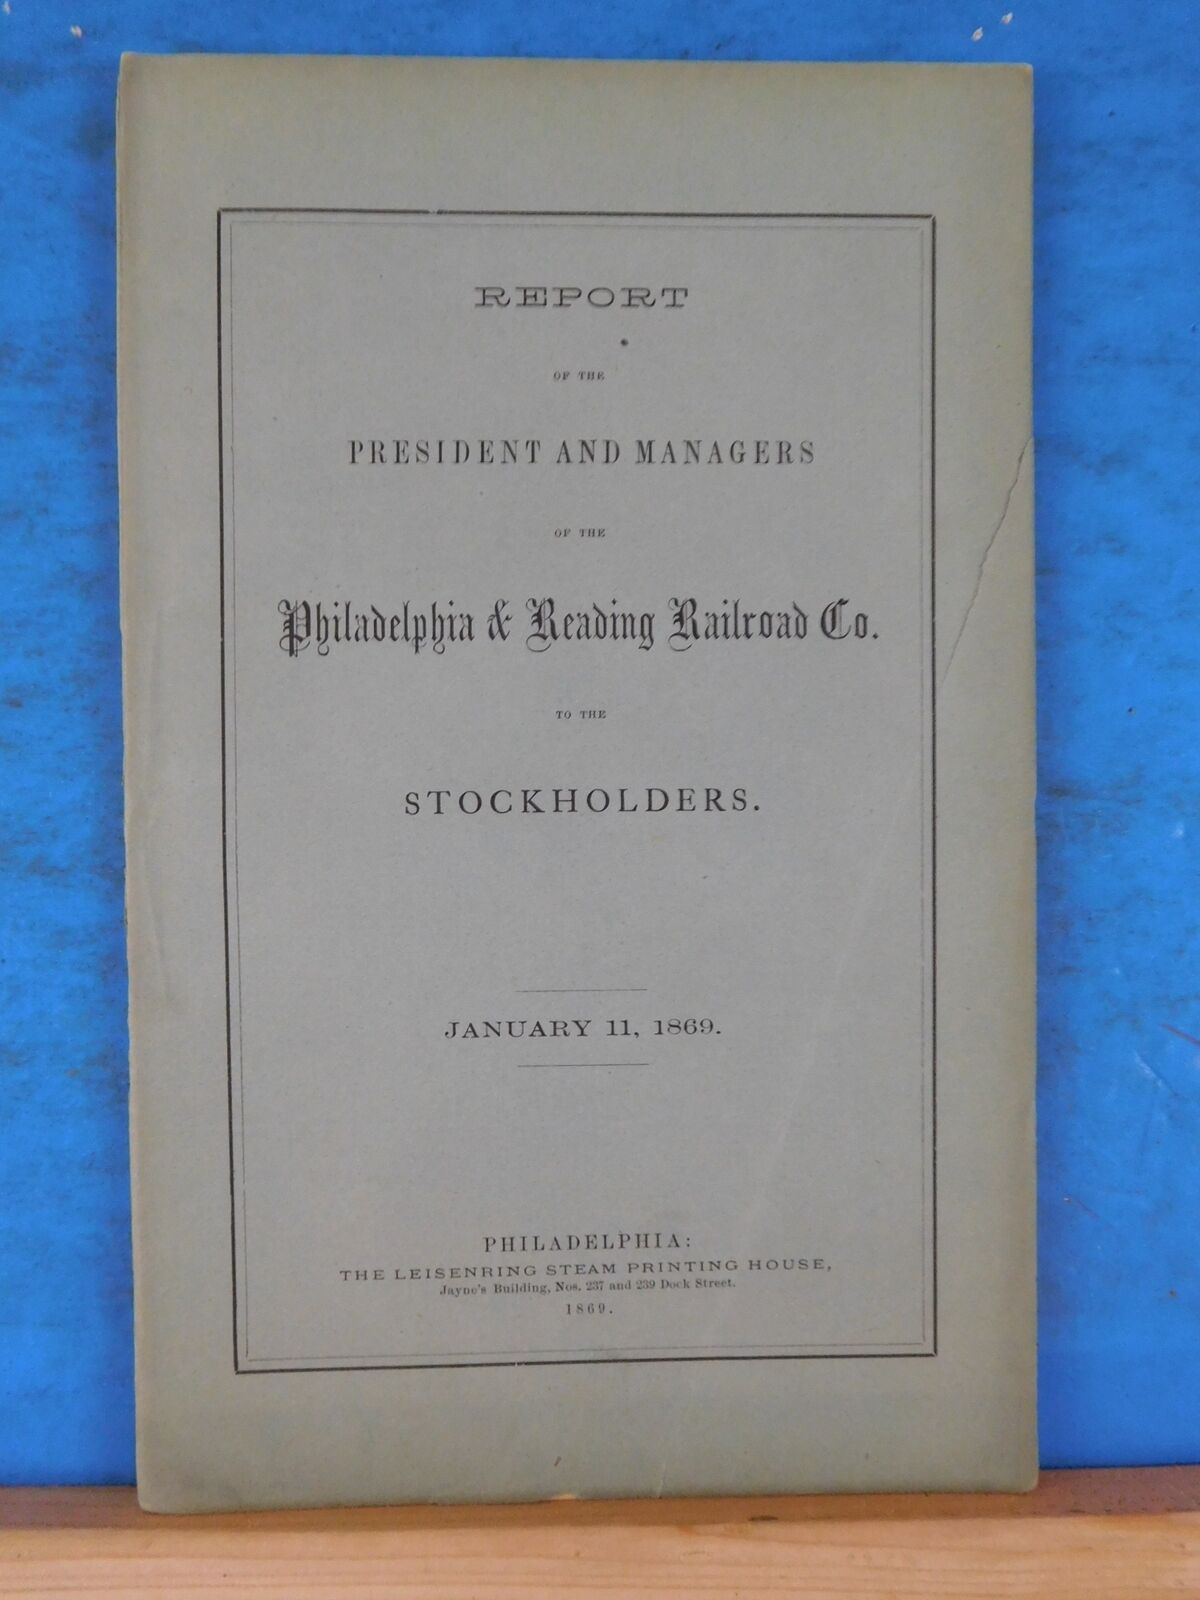 REPORT
OF THE
PRESIDENT AND MANAGERS
OF THE
Philadelphia & Reading Railroad Co.
TO THE
STOCKHOLDERS.
JANUARY 11, 1869.
PHILADELPHIA:
THE LEISENRING STEAM PRINTING HOUSE,
Jayne's Building, Nos. 237 and 239 Dock Street.
1869.